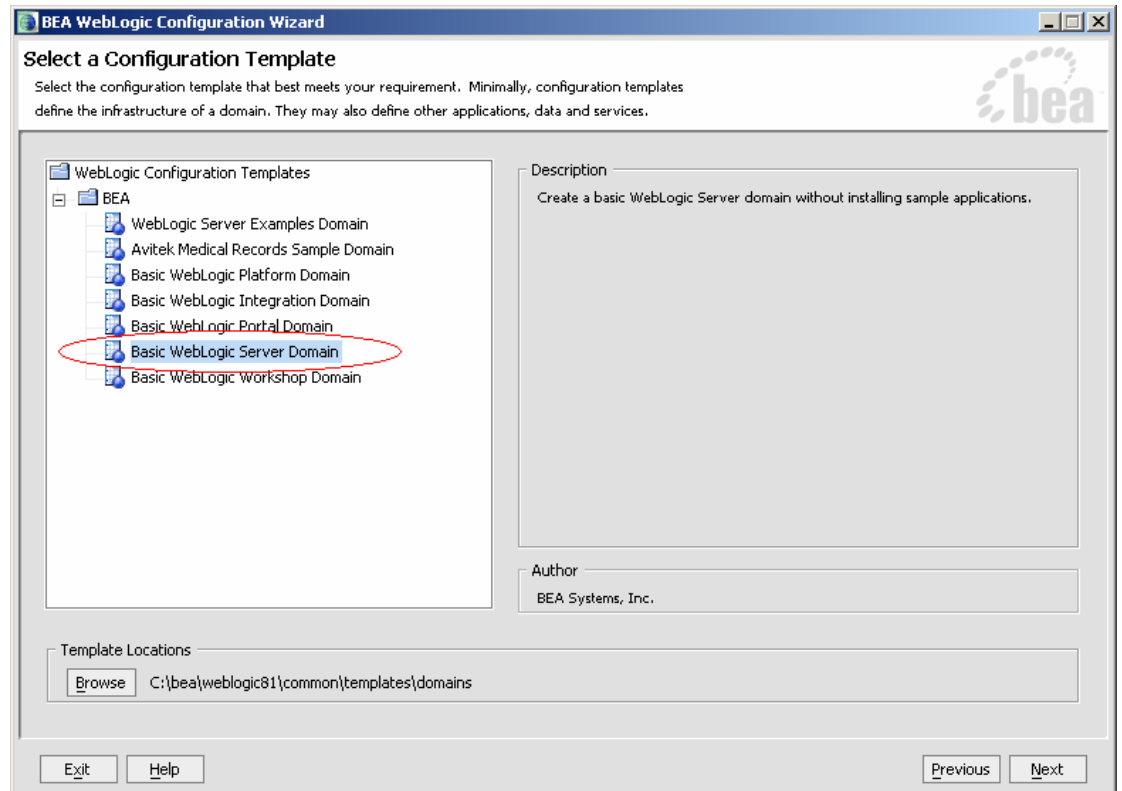 BEA WebLogic Configuration Wizard
Select a Configuration Template
Select the configuration template that best meets your requirement. Minimally, configuration templates
define the infrastructure of a domain. They may also define other applications, data and services.
bea
WebLogic Configuration Templates
BEA
WebLogic Server Examples Domain
Avitek Medical Records Sample Domain
Basic WebLogic Platform Domain
Basic WebLogic Integration Domain
Basic WebLogic Portal Domain
Basic WebLogic Server Domain
Basic WebLogic Workshop Domain
Description
Create a basic WebLogic Server domain without installing sample applications.
Author
BEA Systems, Inc.
Template Locations
Browse C:\bea\weblogic81\common\templates\domains
Exit Help Previous Next